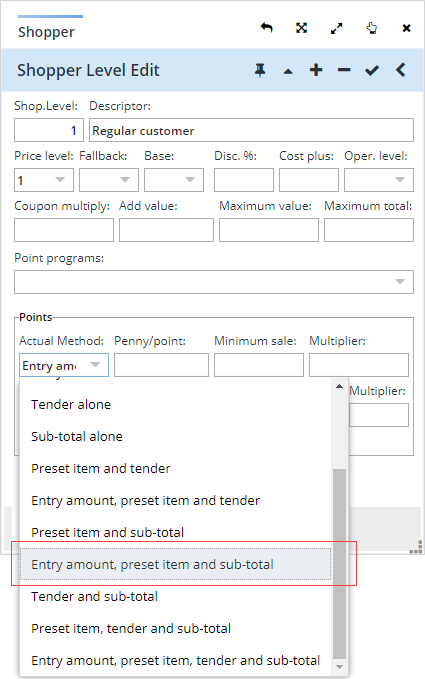 Shopper
Shopper Level Edit
Shop.Level: Descriptor:
1 Regular customer
Price level: Fallback: Base: Disc. %: Cost plus: Oper. level:
1
Coupon multiply: Add value: Maximum value: Maximum total:
Point programs:
Points
Actual Method: Penny/point: Minimum sale: Multiplier:
Entry am
Multiplier:
Tender alone
Sub-total alone
Preset item and tender
Entry amount, preset item and tender
Preset item and sub-total
Entry amount, preset item and sub-total
Tender and sub-total
Preset item, tender and sub-total
Entry amount, preset item, tender and sub-total